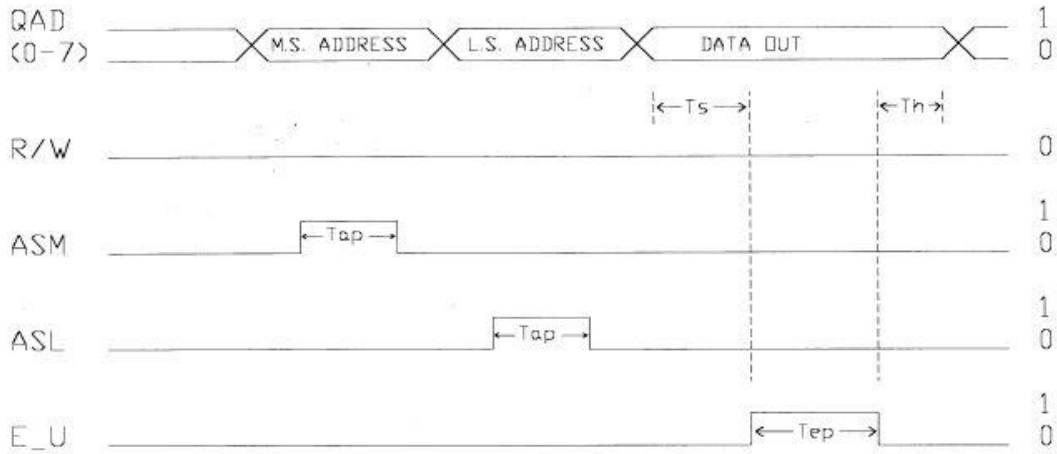 QAD 1
(0-7) M.S. ADDRESS L.S. ADDRESS DATA OUT 0
Ts Th
R/W 0
1
ASM Tap 0
1
ASL Tap 0
1
E_U Tep 0